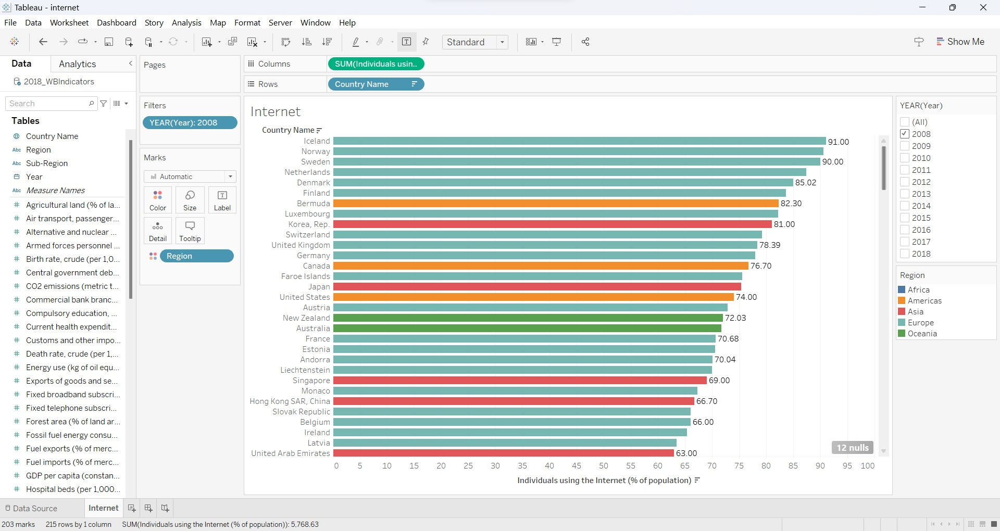 Tableau - internet
File Data Worksheet Dashboard Story Analysis Map Format Server Window Help
Standard
Show Me
Data Analytics
2018_WBIndicators
Search
Tables
Country Name
Abc Region
Abc Sub-Region
Year
Abc Measure Names
# Agricultural land (% of la...
# Air transport, passenger...
# Alternative and nuclear ...
# Armed forces personnel ...
# Birth rate, crude (per 1,0...
# Central government deb...
# CO2 emissions (metric t...
# Commercial bank branc...
# Compulsory education, ...
# Current health expendit...
# Customs and other impo...
# Death rate, crude (per 1,...
# Energy use (kg of oil equ...
# Exports of goods and se...
# Fixed broadband subscri...
# Fixed telephone subscri...
# Forest area (% of land ar...
# Fossil fuel energy consu...
# Fuel exports (% of merc...
# Fuel imports (% of merc...
# GDP per capita (constan...
# Hospital beds (per 1,000...
Pages
Filters
YEAR(Year): 2008
Marks
Automatic
Color Size Label
Detail Tooltip
Region
Columns SUM(Individuals usin..
Rows Country Name
Internet
Country Name
Iceland 91.00
Norway
Sweden 90.00
Netherlands
Denmark 85.02
Finland
Bermuda 82.30
Luxembourg
Korea, Rep. 81.00
Switzerland
United Kingdom 78.39
Germany
Canada 76.70
Faroe Islands
Japan
United States 74.00
Austria
New Zealand 72.03
Australia
France 70.68
Estonia
Andorra 70.04
Liechtenstein
Singapore 69.00
Monaco
Hong Kong SAR, China 66.70
Slovak Republic
Belgium 66.00
Ireland
Latvia
United Arab Emirates 63.00
12 nulls
0 5 10 15 20 25 30 35 40 45 50 55 60 65 70 75 80 85 90 95 100
Individuals using the Internet (% of population)
YEAR(Year)
(All)
2008
2009
2010
2011
2012
2013
2014
2015
2016
2017
2018
Region
Africa
Americas
Asia
Europe
Oceania
Data Source Internet
203 marks 215 rows by 1 column SUM(Individuals using the Internet (% of population)): 5,768.63